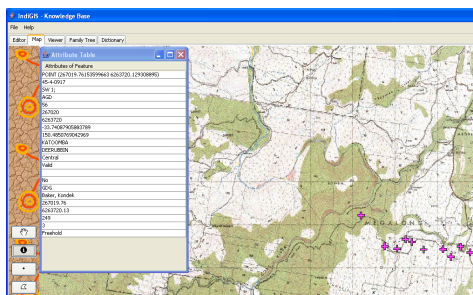 IndiGIS - Knowledge Base
File Help
Editor Map Viewer Family Tree Dictionary
Attribute Table
Attributes of Feature
POINT (267019.76153599663 6263720.129308895)
45-4-0917
SW 1;
AGD
56
267020
6263720
-33.74087905883789
150.4850769042969
KATOOMBA
DEERUBBIN
Central
Valid
No
GDG
Baker, Kondek
267019.76
6263720.13
249
3
Freehold